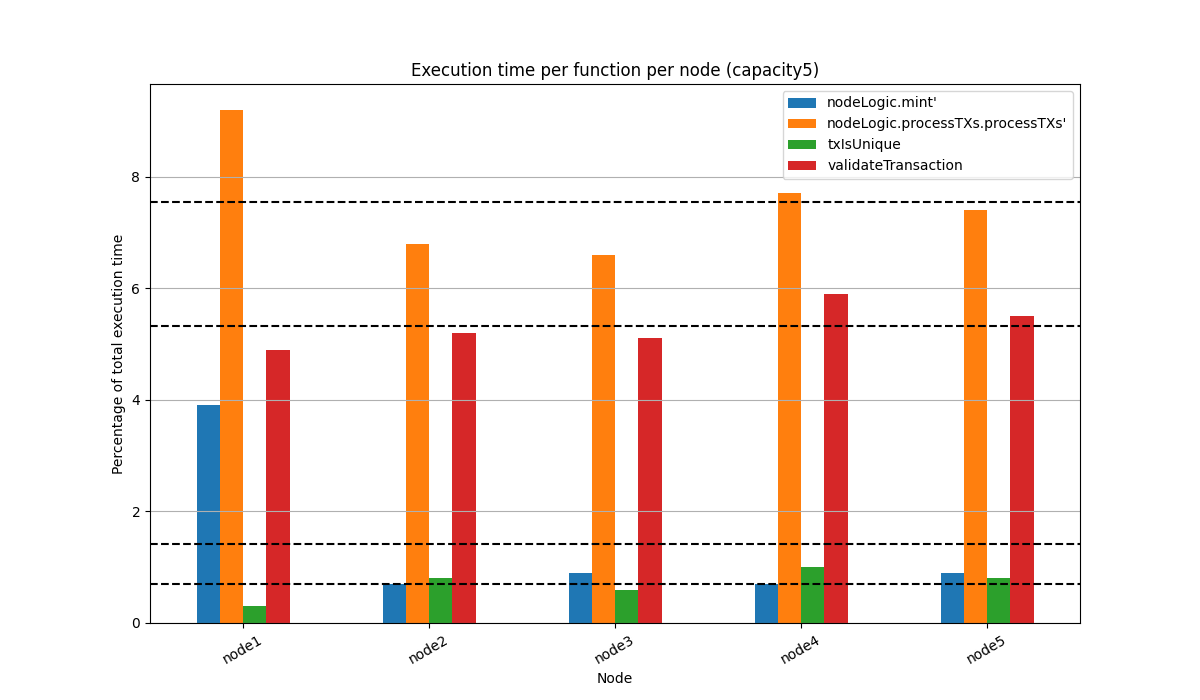 Execution time per function per node (capacity5)
nodeLogic.mint'
nodeLogic.processTXs.processTXs'
txIsUnique
validateTransaction
Percentage of total execution time
8
6
4
2
0
node1
node2
node3
node4
node5
Node